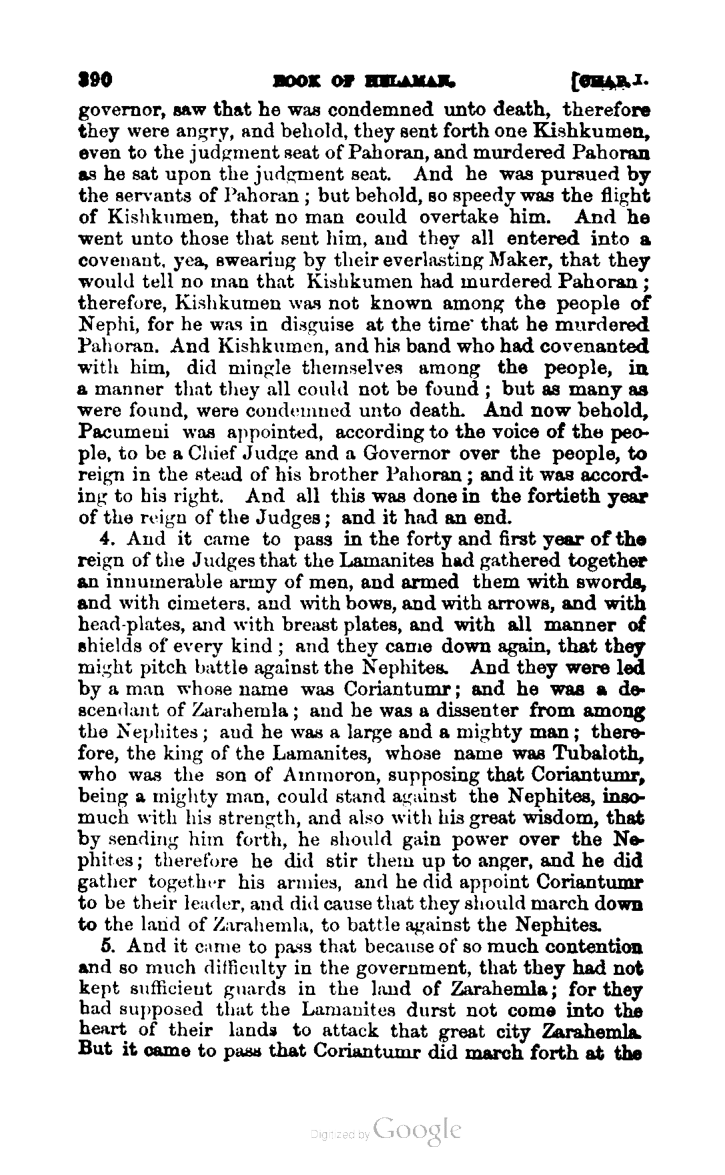 390 BOOK OF HELAMAN. [CHAP. I.
governor, saw that he was condemned unto death, therefore
they were angry, and behold, they sent forth one Kishkumen,
even to the judgment seat of Pahoran, and murdered Pahoran
as he sat upon the judgment seat. And he was pursued by
the servants of Pahoran; but behold, so speedy was the flight
of Kishkumen, that no man could overtake him. And he
went unto those that sent him, and they all entered into a
covenant, yea, swearing by their everlasting Maker, that they
would tell no man that Kishkumen had murdered Pahoran;
therefore, Kishkumen was not known among the people of
Nephi, for he was in disguise at the time that he murdered
Pahoran. And Kishkumen, and his band who had covenanted
with him, did mingle themselves among the people, in
a manner that they all could not be found; but as many as
were found, were condemned unto death. And now behold,
Pacumeni was appointed, according to the voice of the peo-
ple, to be a Chief Judge and a Governor over the people, to
reign in the stead of his brother Pahoran; and it was accord-
ing to his right. And all this was done in the fortieth year
of the reign of the Judges; and it had an end.
4. And it came to pass in the forty and first year of the
reign of the Judges that the Lamanites had gathered together
an innumerable army of men, and armed them with swords,
and with cimeters, and with bows, and with arrows, and with
head-plates, and with breast plates, and with all manner of
shields of every kind; and they came down again, that they
might pitch battle against the Nephites. And they were led
by a man whose name was Coriantumr; and he was a de-
scendant of Zarahemla; and he was a dissenter from among
the Nephites; and he was a large and a mighty man; there-
fore, the king of the Lamanites, whose name was Tubaloth,
who was the son of Ammoron, supposing that Coriantumr,
being a mighty man, could stand against the Nephites, inso-
much with his strength, and also with his great wisdom, that
by sending him forth, he should gain power over the Ne-
phites; therefore he did stir them up to anger, and he did
gather together his armies, and he did appoint Coriantumr
to be their leader, and did cause that they should march down
to the land of Zarahemla, to battle against the Nephites.
5. And it came to pass that because of so much contention
and so much difficulty in the government, that they had not
kept sufficient guards in the land of Zarahemla; for they
had supposed that the Lamanites durst not come into the
heart of their lands to attack that great city Zarahemla.
But it came to pass that Coriantumr did march forth at the
Digitized by Google